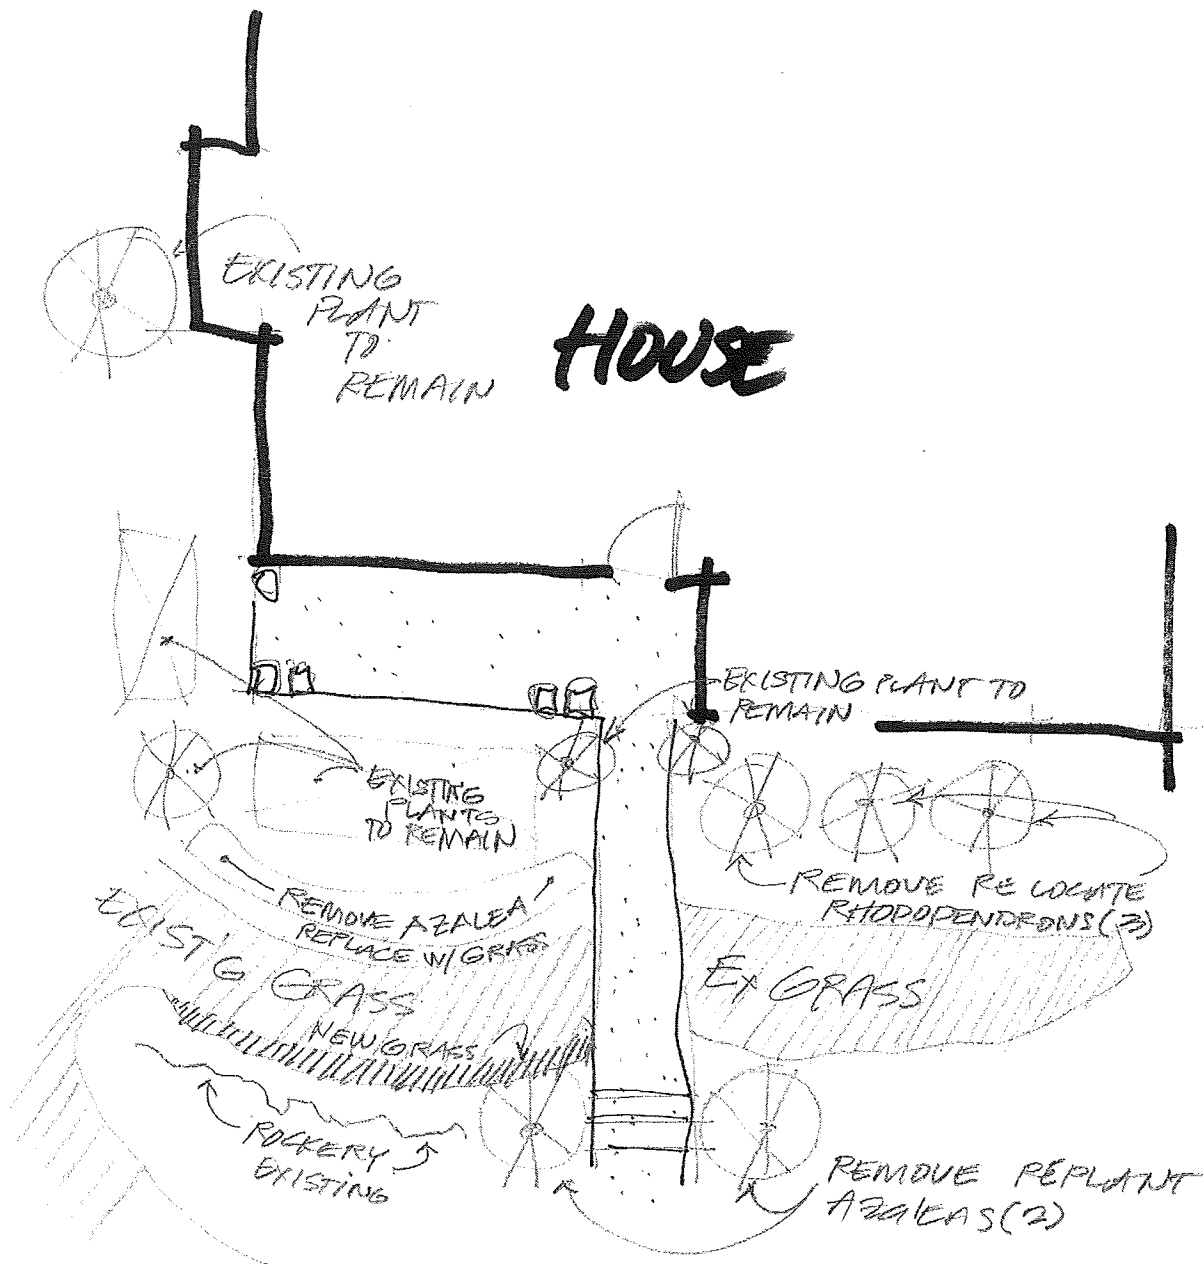 EXISTING
PLANT
TO
REMAIN
HOUSE
EXISTING PLANT TO
REMAIN
EXISTING
PLANTS
TO REMAIN
REMOVE RELOCATE
RHODODENDRONS (3)
REMOVE AZALEA
REPLACE W/ GRASS
EXIST'G GRASS
EX GRASS
NEW GRASS
ROCKERY
EXISTING
REMOVE REPLANT
AZALEAS (2)